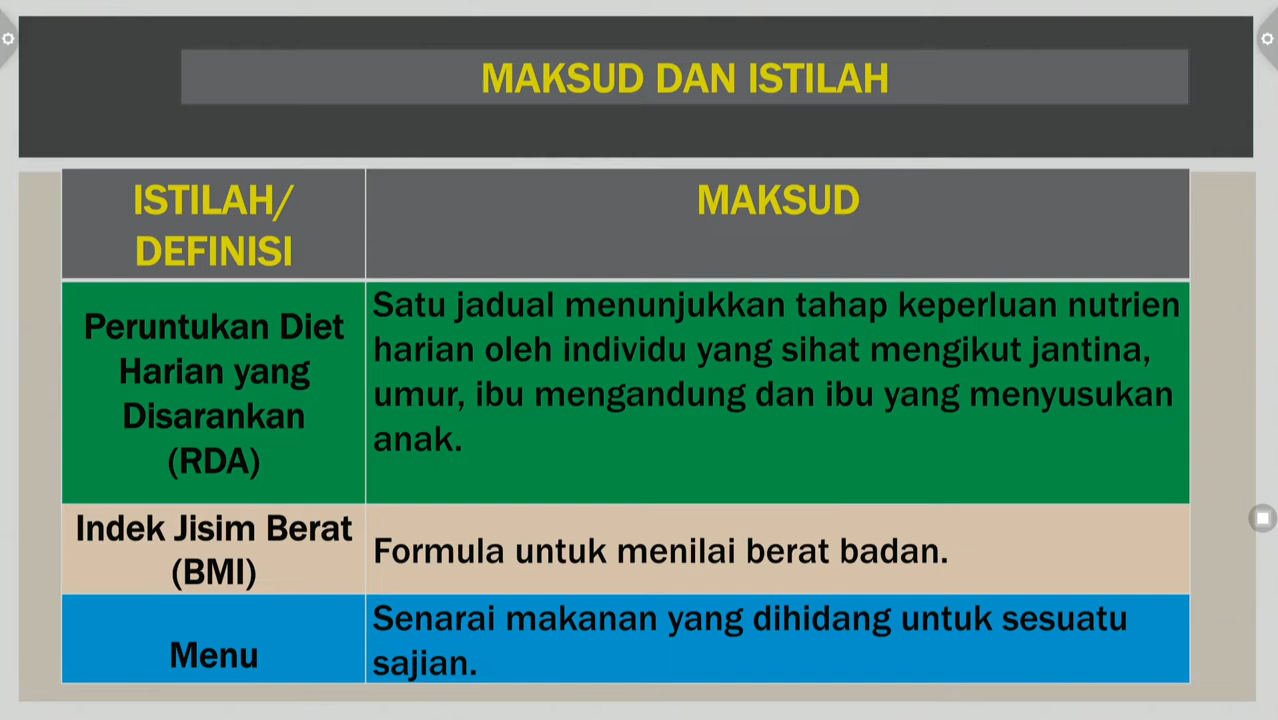 MAKSUD DAN ISTILAH
ISTILAH/
DEFINISI
MAKSUD
Peruntukan Diet
Harian yang
Disarankan
(RDA)
Satu jadual menunjukkan tahap keperluan nutrien
harian oleh individu yang sihat mengikut jantina,
umur, ibu mengandung dan ibu yang menyusukan
anak.
Indek Jisim Berat
(BMI)
Formula untuk menilai berat badan.
Menu
Senarai makanan yang dihidang untuk sesuatu
sajian.